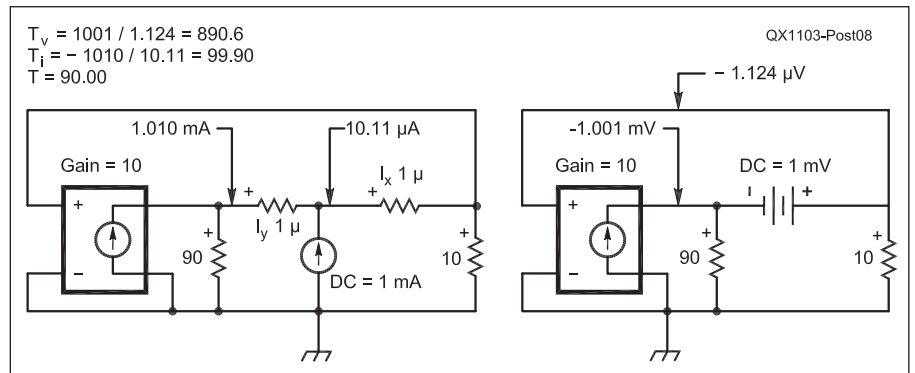 T_v = 1001 / 1.124 = 890.6
T_i = – 1010 / 10.11 = 99.90
T = 90.00
QX1103-Post08
– 1.124 µV
1.010 mA
10.11 µA
-1.001 mV
Gain = 10
I_x 1 µ
Gain = 10
DC = 1 mV
+
+
+
+
-
+
I_y 1 µ
+
+
+
+
90
10
90
10
–
DC = 1 mA
–